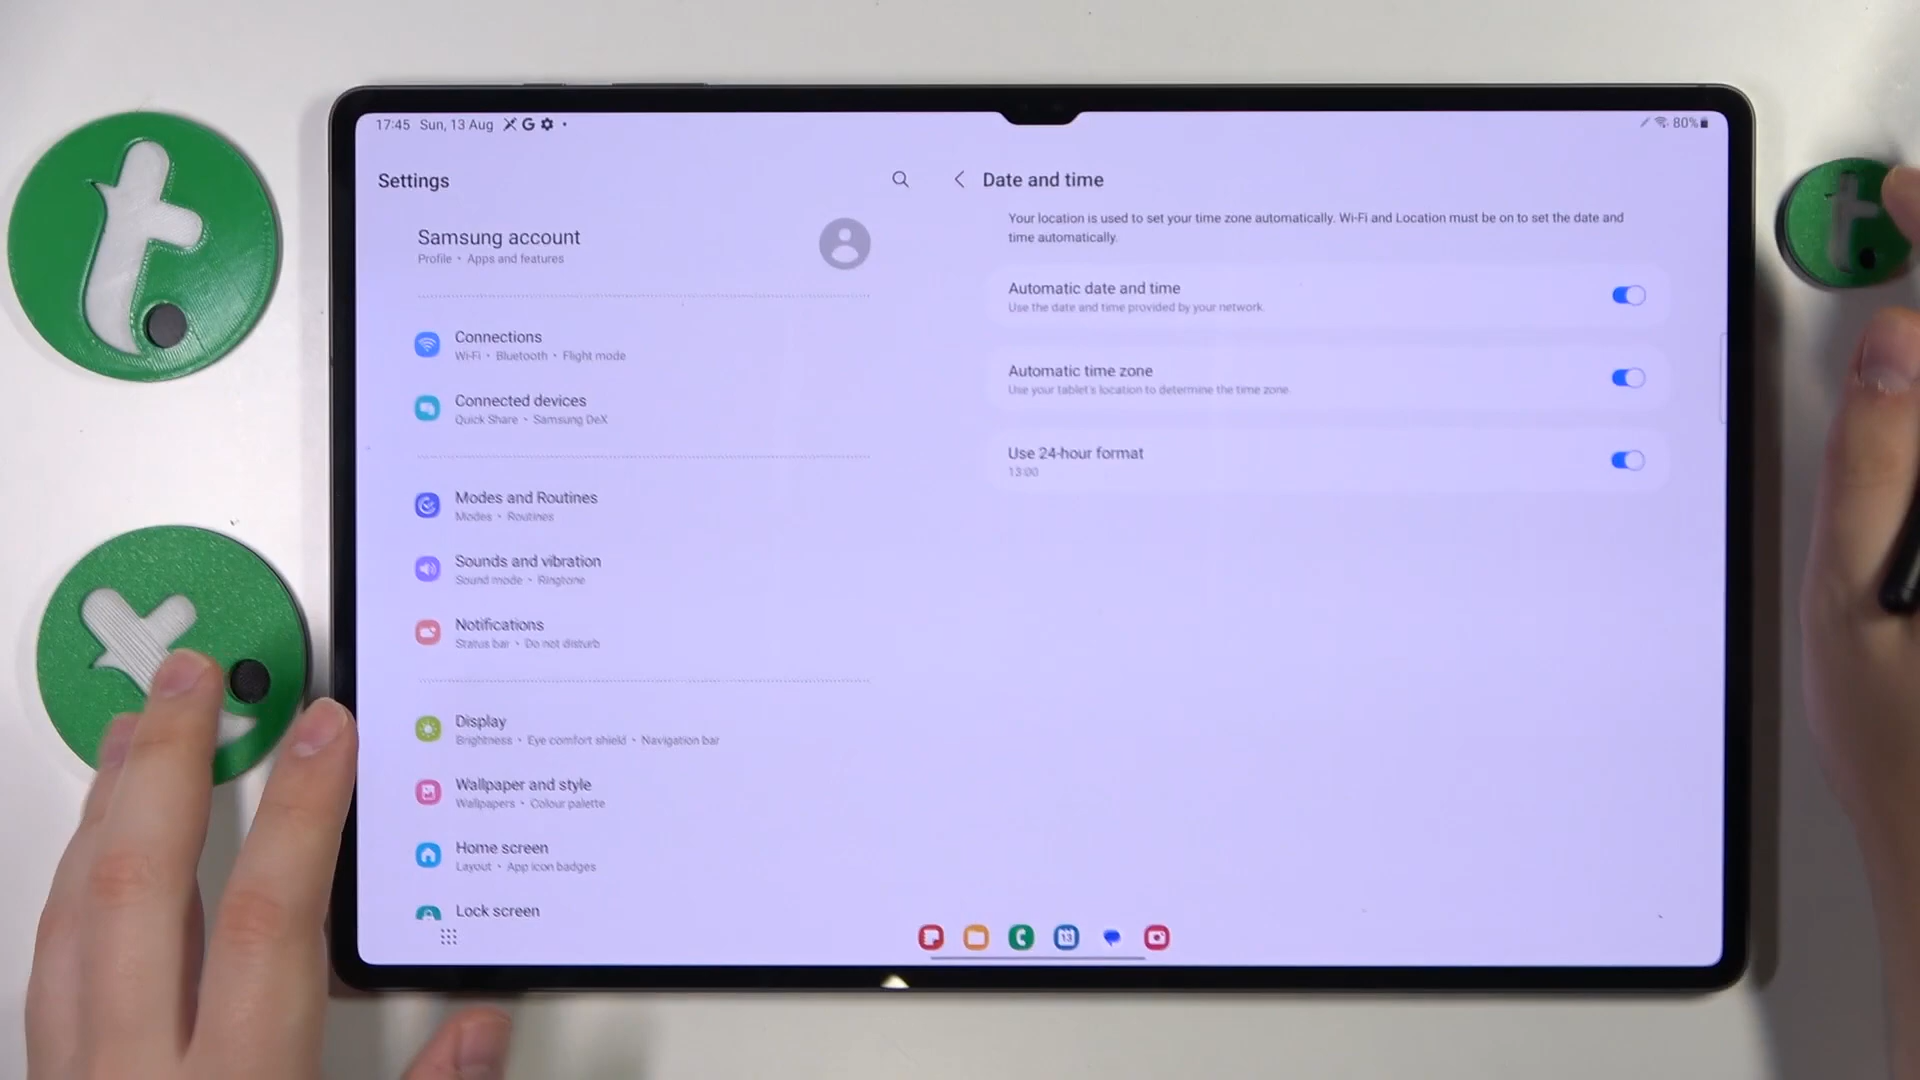 17:45 Sun, 13 Aug
80%
Settings
Samsung account
Profile • Apps and features
Connections
Wi-Fi • Bluetooth • Flight mode
Connected devices
Quick Share • Samsung DeX
Modes and Routines
Modes • Routines
Sounds and vibration
Sound mode • Ringtone
Notifications
Status bar • Do not disturb
Display
Brightness • Eye comfort shield • Navigation bar
Wallpaper and style
Wallpapers • Colour palette
Home screen
Layout • App icon badges
Lock screen
Date and time
Your location is used to set your time zone automatically. Wi-Fi and Location must be on to set the date and
time automatically.
Automatic date and time
Use the date and time provided by your network.
Automatic time zone
Use your tablet's location to determine the time zone.
Use 24-hour format
13:00
13